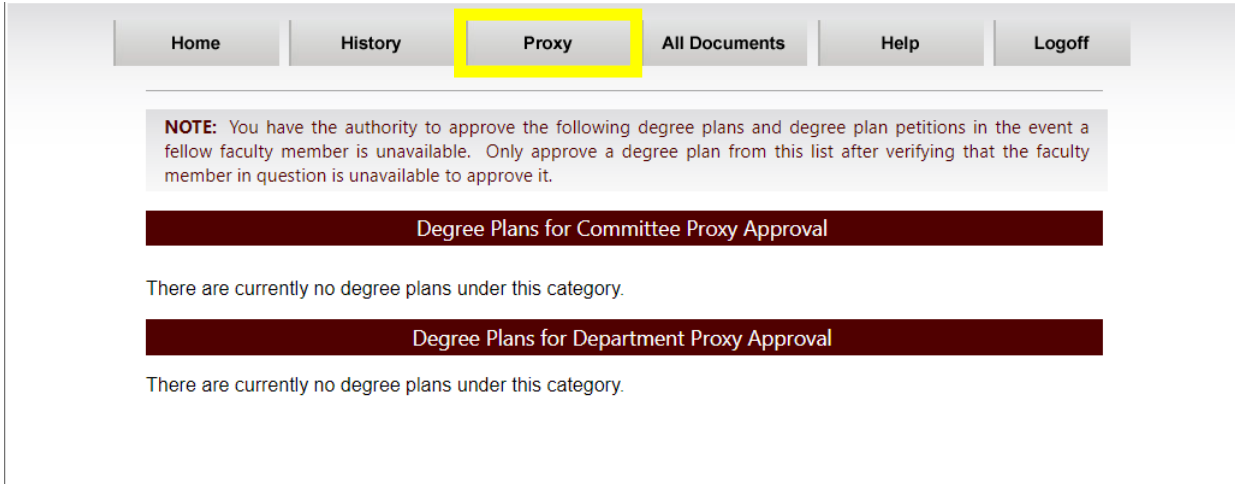 Home History Proxy All Documents Help Logoff
NOTE: You have the authority to approve the following degree plans and degree plan petitions in the event a
fellow faculty member is unavailable. Only approve a degree plan from this list after verifying that the faculty
member in question is unavailable to approve it.
Degree Plans for Committee Proxy Approval
There are currently no degree plans under this category.
Degree Plans for Department Proxy Approval
There are currently no degree plans under this category.